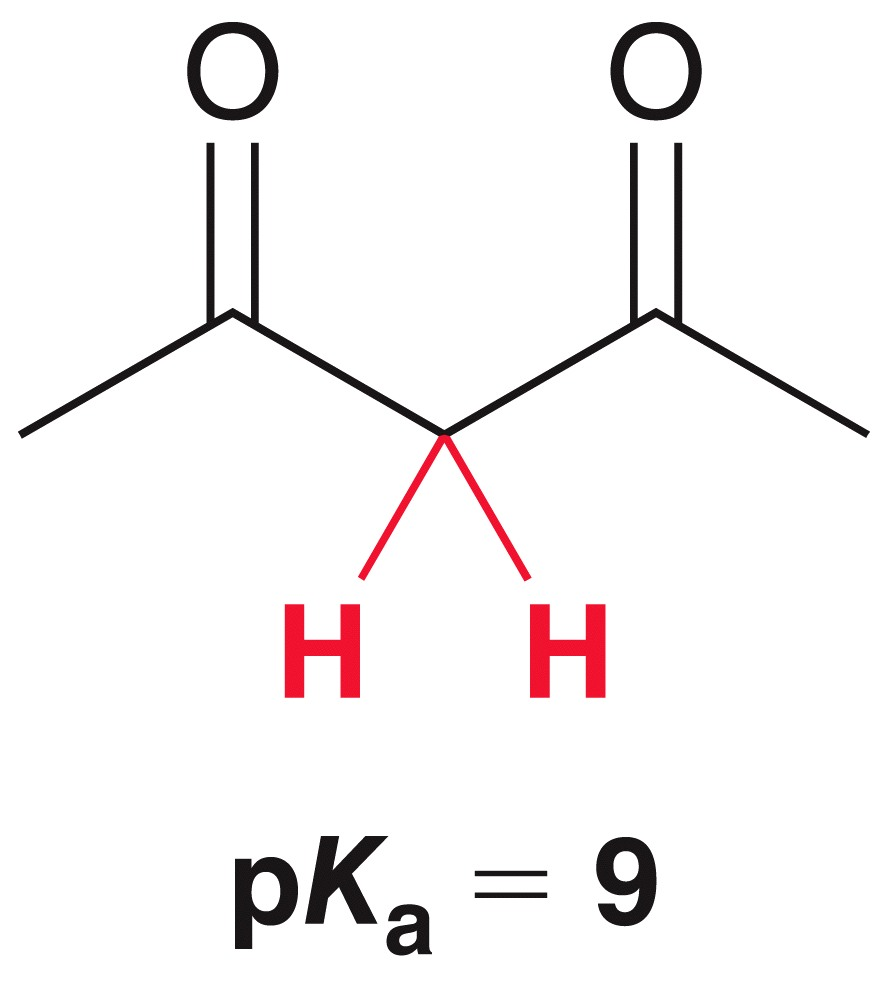 O O
H H
pKa = 9